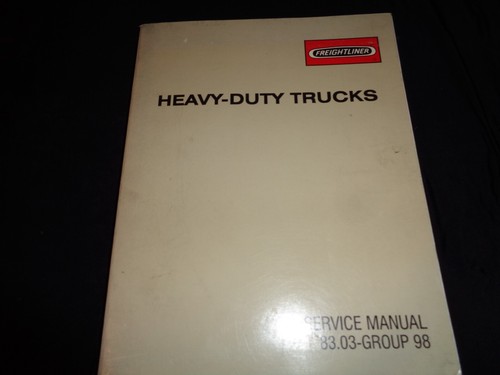 FREIGHTLINER
HEAVY-DUTY TRUCKS
SERVICE MANUAL
83.03-GROUP 98